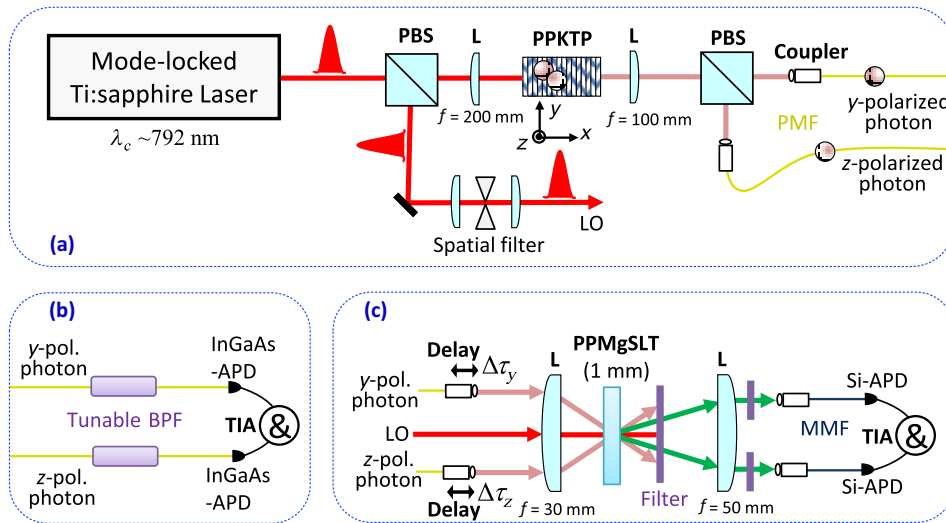 Mode-locked
Ti:sapphire Laser
λc ~792 nm
PBS
L
PPKTP
L
PBS
Coupler
f = 200 mm
y
z
x
f = 100 mm
PMF
y-polarized
photon
z-polarized
photon
LO
Spatial filter
(a)
(b)
y-pol.
photon
InGaAs
-APD
Tunable BPF
TIA
&
z-pol.
photon
InGaAs
-APD
(c)
Delay
Δτy
y-pol.
photon
LO
z-pol.
photon
Δτz
Delay
L
f = 30 mm
PPMgSLT
(1 mm)
Filter
L
f = 50 mm
Si-APD
MMF
TIA
&
Si-APD